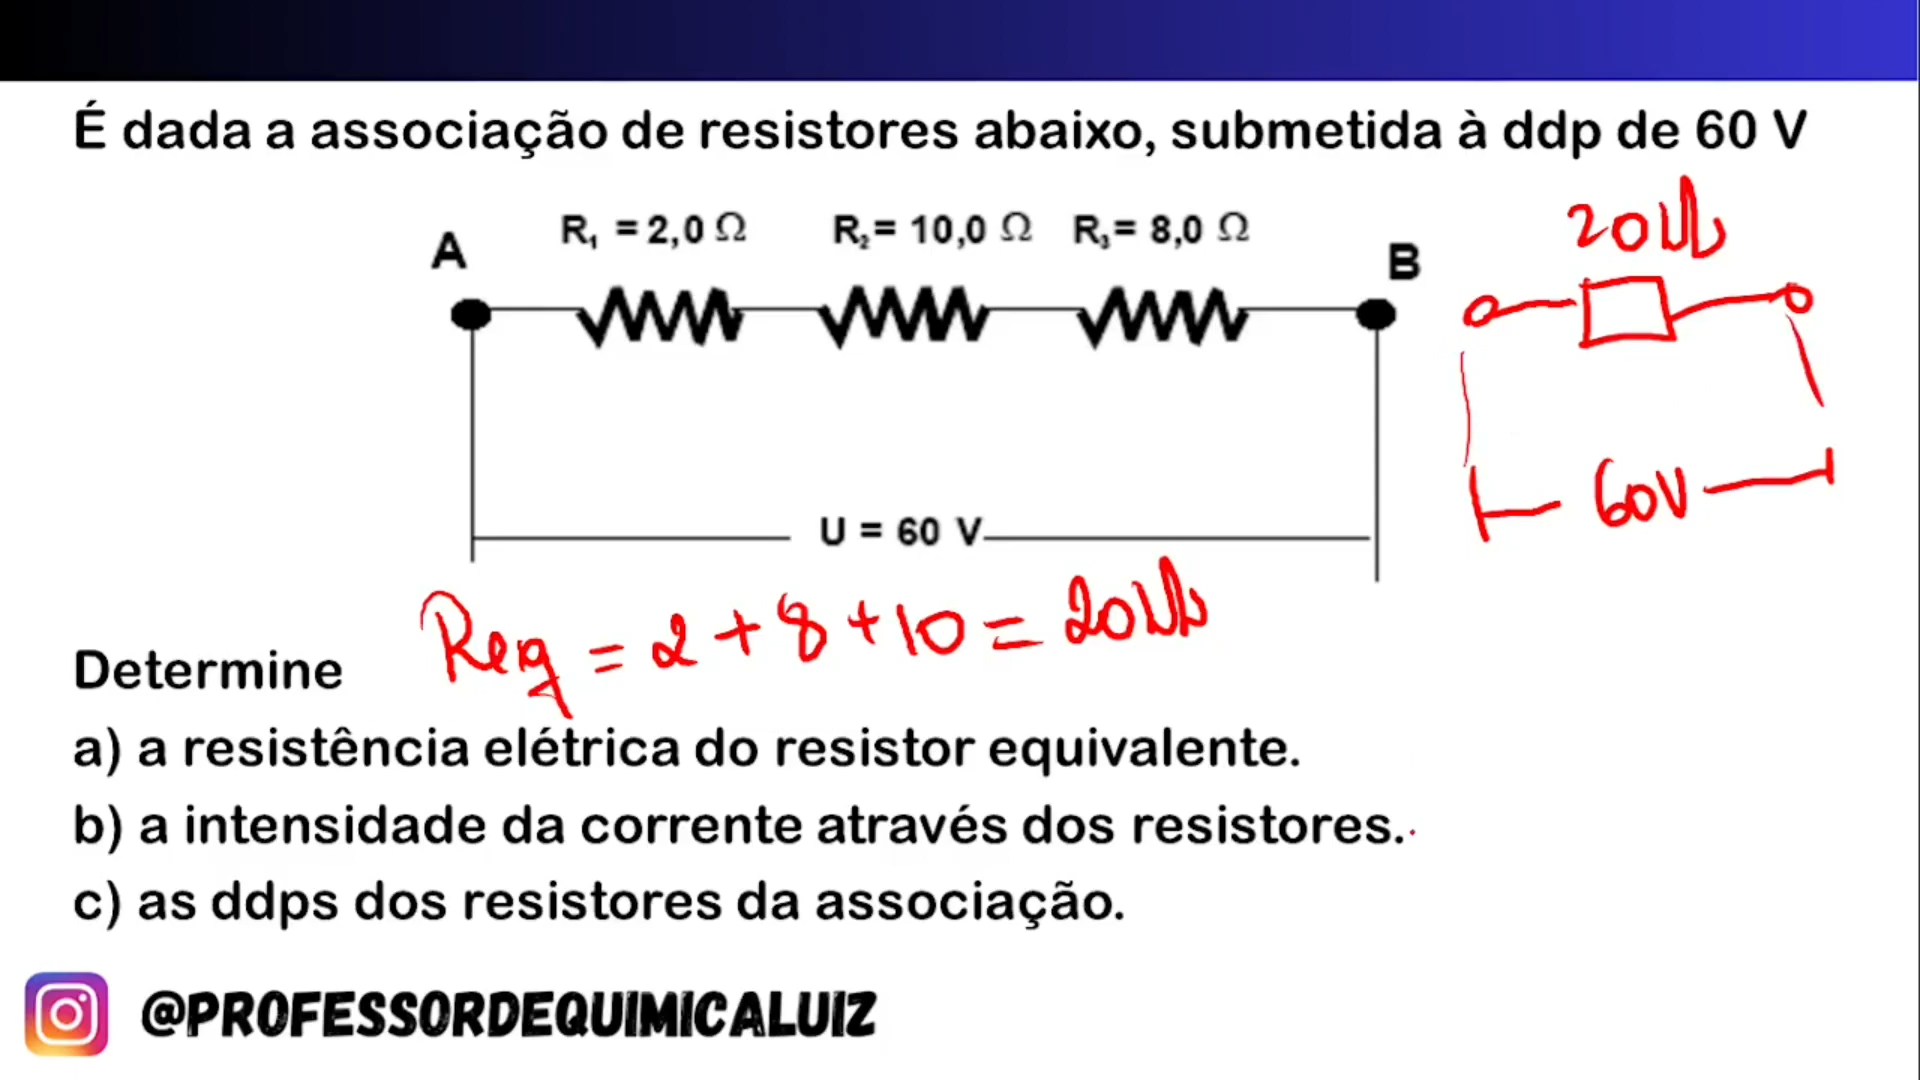 É dada a associação de resistores abaixo, submetida à ddp de 60 V
R₁ = 2,0 Ω R₂= 10,0 Ω R₃= 8,0 Ω
A
B
20Ω
60V
U = 60 V
Req = 2 + 8 + 10 = 20Ω
Determine
a) a resistência elétrica do resistor equivalente.
b) a intensidade da corrente através dos resistores.
c) as ddps dos resistores da associação.
@PROFESSORDEQUIMICALUIZ